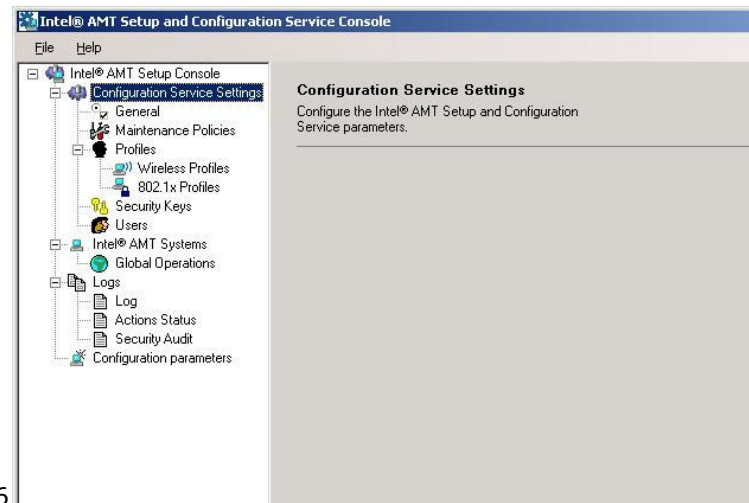 Intel® AMT Setup and Configuration Service Console
File Help
Intel® AMT Setup Console
Configuration Service Settings
General
Maintenance Policies
Profiles
Wireless Profiles
802.1x Profiles
Security Keys
Users
Intel® AMT Systems
Global Operations
Logs
Log
Actions Status
Security Audit
Configuration parameters
Configuration Service Settings
Configure the Intel® AMT Setup and Configuration
Service parameters.